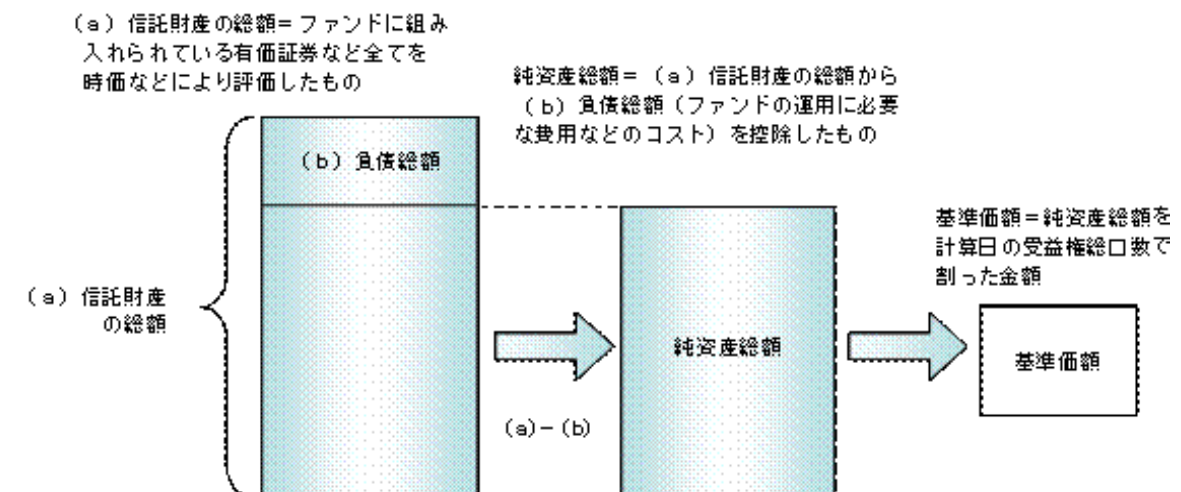 (a) 信託財産の総額=ファンドに組み
入れられている有価証券など全てを
時価などにより評価したもの
純資産総額=(a) 信託財産の総額から
(b) 負債総額(ファンドの運用に必要
な費用などのコスト)を控除したもの
(b) 負債総額
基準価額=純資産総額を
計算日の受益権総口数で
割った金額
(a) 信託財産
の総額
純資産総額
基準価額
(a)-(b)